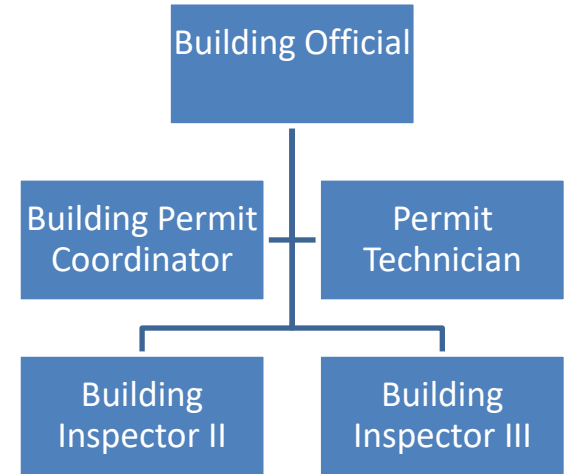 Building Official
Building Permit
Coordinator
Permit
Technician
Building
Inspector II
Building
Inspector III